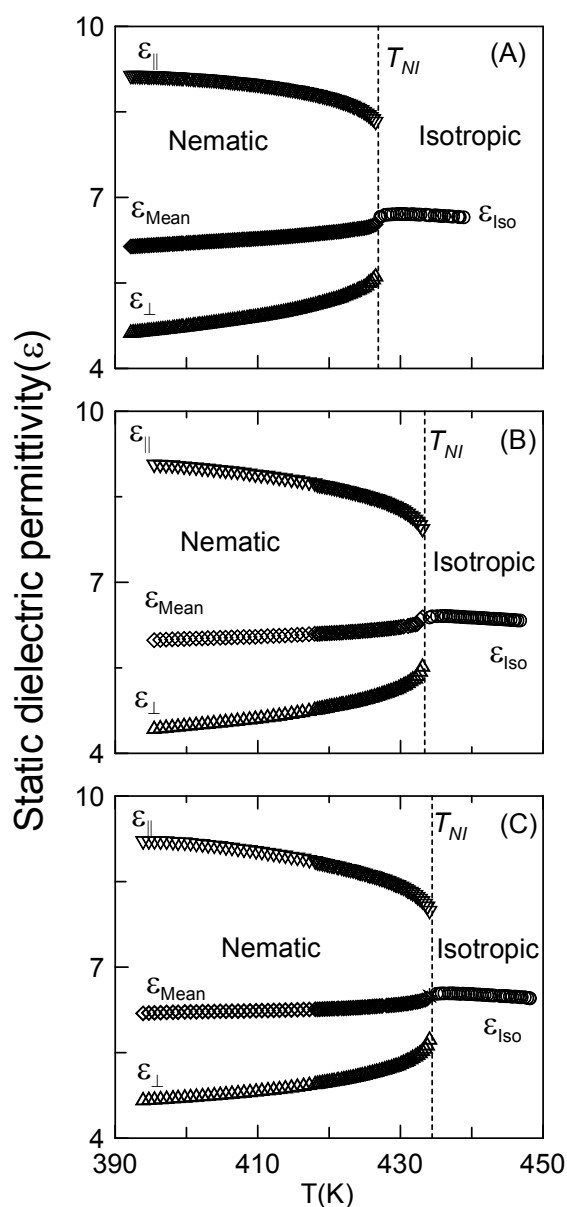 Static dielectric permittivity(ε)
10
7
4
ε∥
T_NI
(A)
Nematic
Isotropic
ε_Mean
ε_Iso
ε⊥
10
7
4
ε∥
T_NI
(B)
Nematic
Isotropic
ε_Mean
ε_Iso
ε⊥
10
7
4
ε∥
T_NI
(C)
Nematic
Isotropic
ε_Mean
ε_Iso
ε⊥
390 410 430 450
T(K)